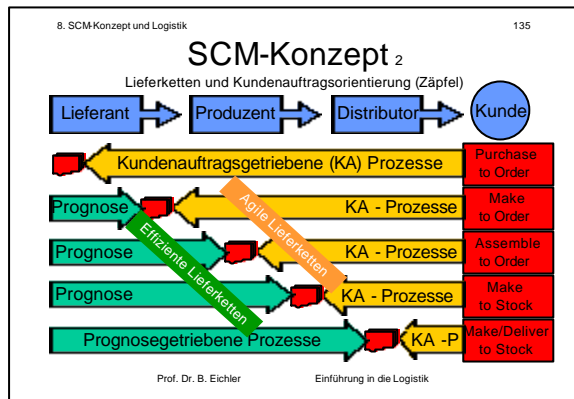 8. SCM-Konzept und Logistik 135
SCM-Konzept 2
Lieferketten und Kundenauftragsorientierung (Zäpfel)
Lieferant Produzent Distributor Kunde
Kundenauftragsgetriebene (KA) Prozesse
Purchase
to Order
Prognose
KA - Prozesse
Make
to Order
Prognose
KA - Prozesse
Assemble
to Order
Prognose
KA - Prozesse
Make
to Stock
Prognosegetriebene Prozesse
KA -P
Make/Deliver
to Stock
Effiziente Lieferketten
Agile Lieferketten
Prof. Dr. B. Eichler Einführung in die Logistik